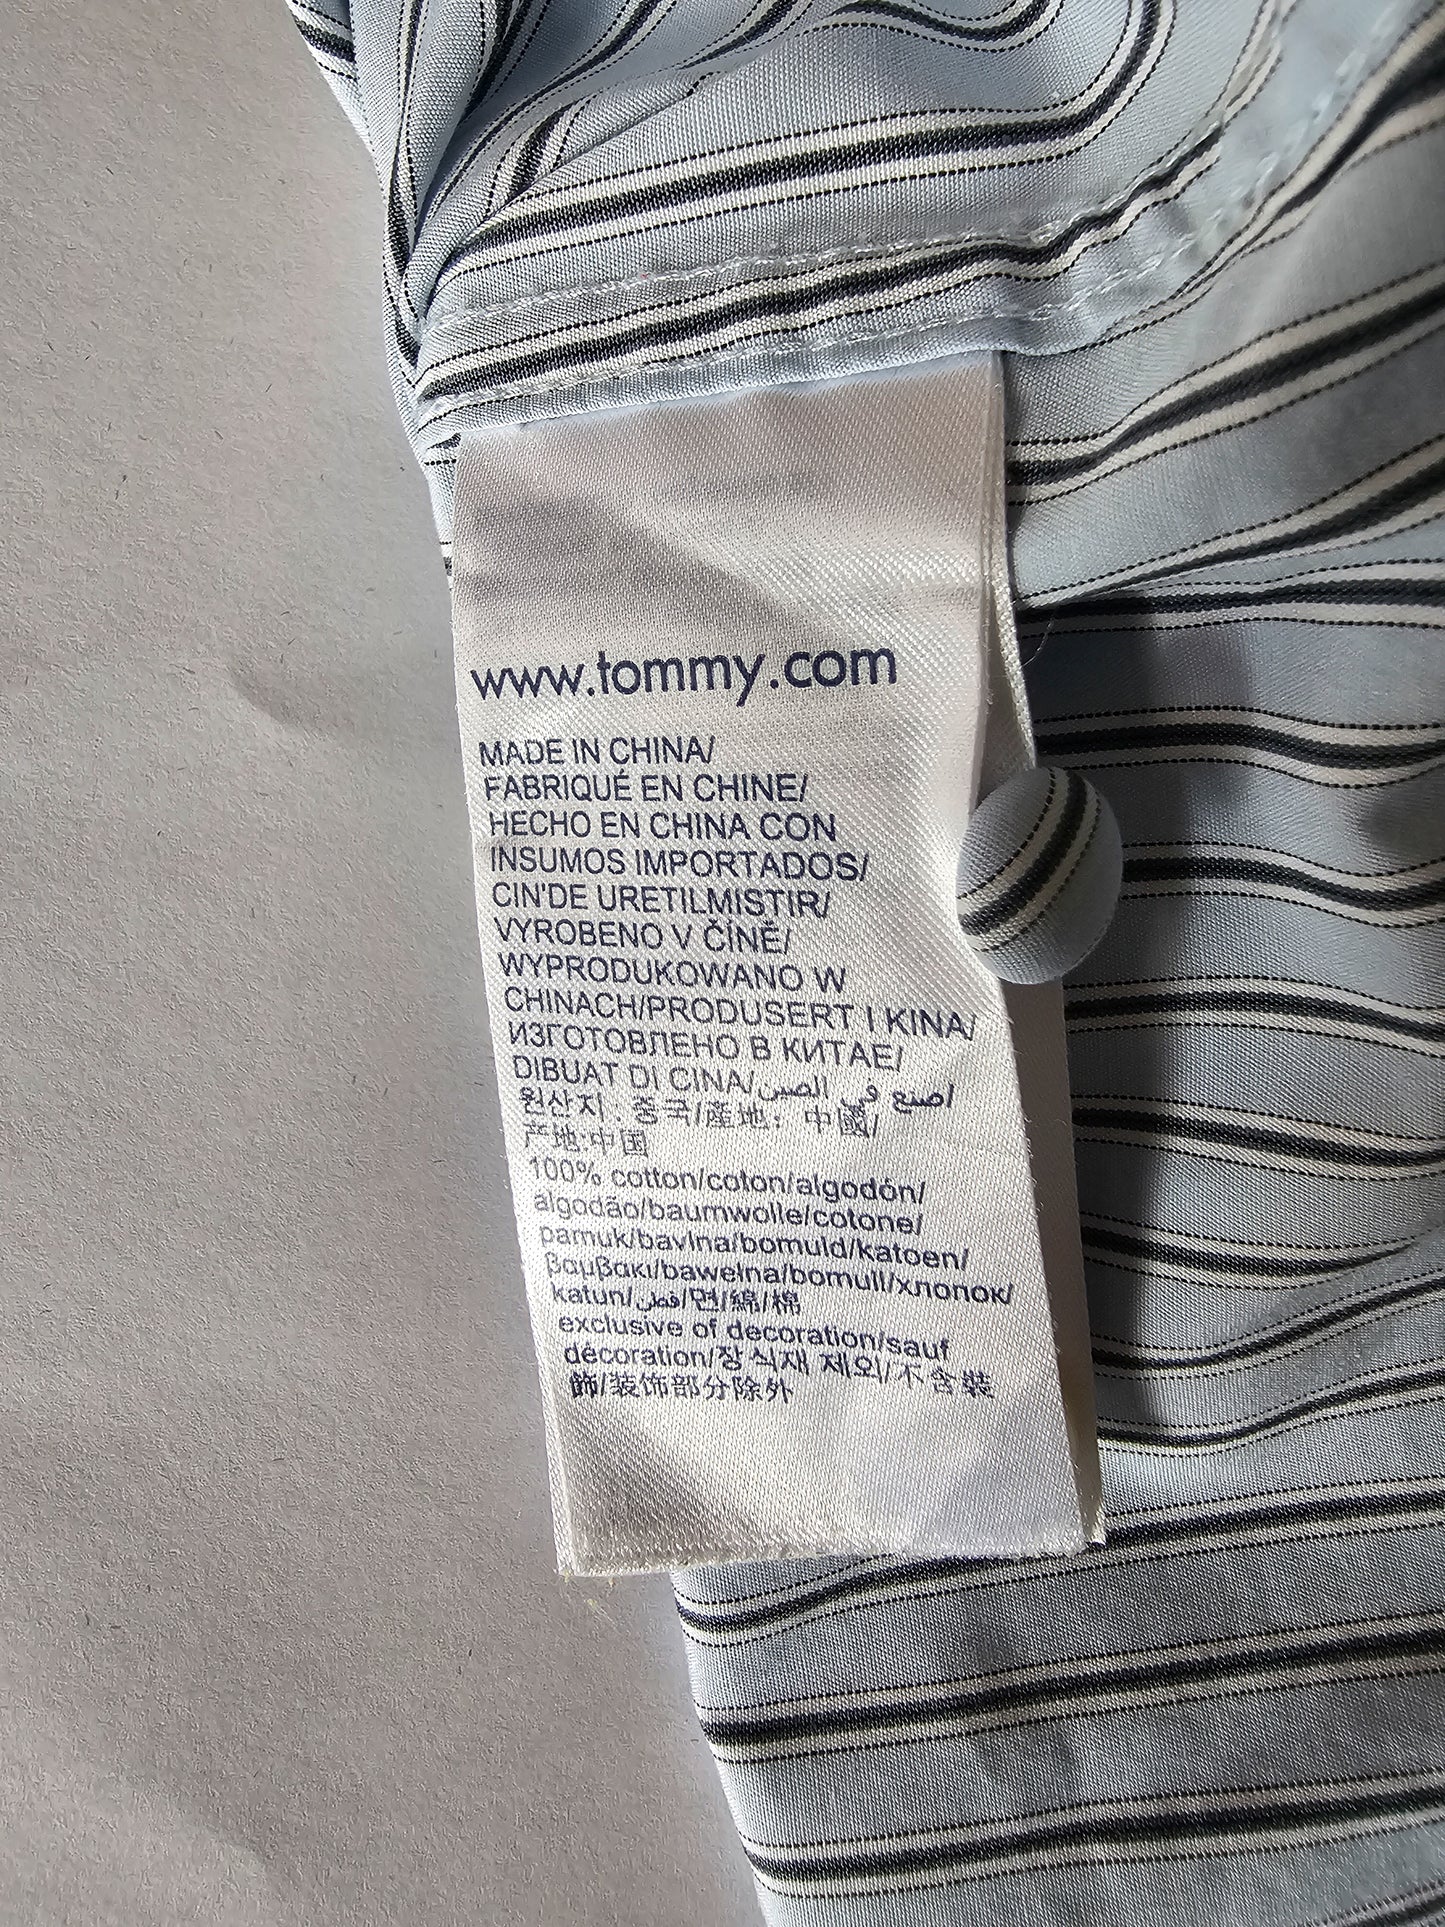 www.tommy.com
MADE IN CHINA/
FABRIQUÉ EN CHINE/
HECHO EN CHINA CON
INSUMOS IMPORTADOS/
CIN'DE URETILMISTIR/
VYROBENO V ČÍNĚ/
WYPRODUKOWANO W
CHINACH/PRODUSERT I KINA/
ИЗГОТОВЛЕНО В КИТАЕ/
DIBUAT DI CINA/اصنع في الصين/
원산지 : 중국/產地: 中國/
产地:中国
100% cotton/coton/algodón/
algodão/baumwolle/cotone/
pamuk/bavlna/bomuld/katoen/
βαμβακι/bawełna/bomull/хлопок/
katun/قطن/면/綿/棉
exclusive of decoration/sauf
décoration/장식재 제외/不含裝
飾/装饰部分除外